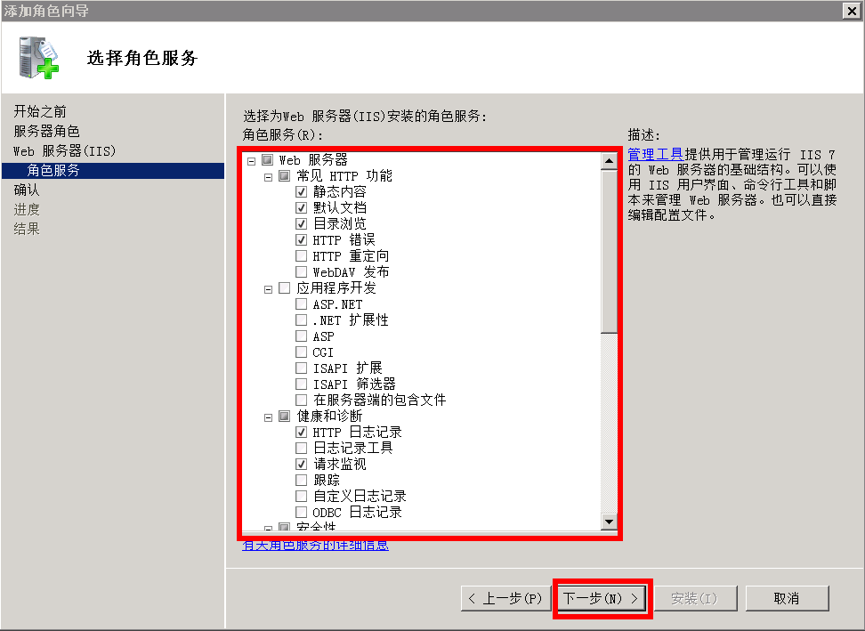 添加角色向导
选择角色服务
开始之前
服务器角色
Web 服务器(IIS)
角色服务
确认
进度
结果
选择为Web 服务器(IIS)安装的角色服务:
角色服务(R):
Web 服务器
常见 HTTP 功能
静态内容
默认文档
目录浏览
HTTP 错误
HTTP 重定向
WebDAV 发布
应用程序开发
ASP.NET
.NET 扩展性
ASP
CGI
ISAPI 扩展
ISAPI 筛选器
在服务器端的包含文件
健康和诊断
HTTP 日志记录
日志记录工具
请求监视
跟踪
自定义日志记录
ODBC 日志记录
安全性
有关角色服务的详细信息
描述:
管理工具提供用于管理运行 IIS 7
的 Web 服务器的基础结构。可以使
用 IIS 用户界面、命令行工具和脚
本来管理 Web 服务器。也可以直接
编辑配置文件。
< 上一步(P)
下一步(N) >
安装(I)
取消